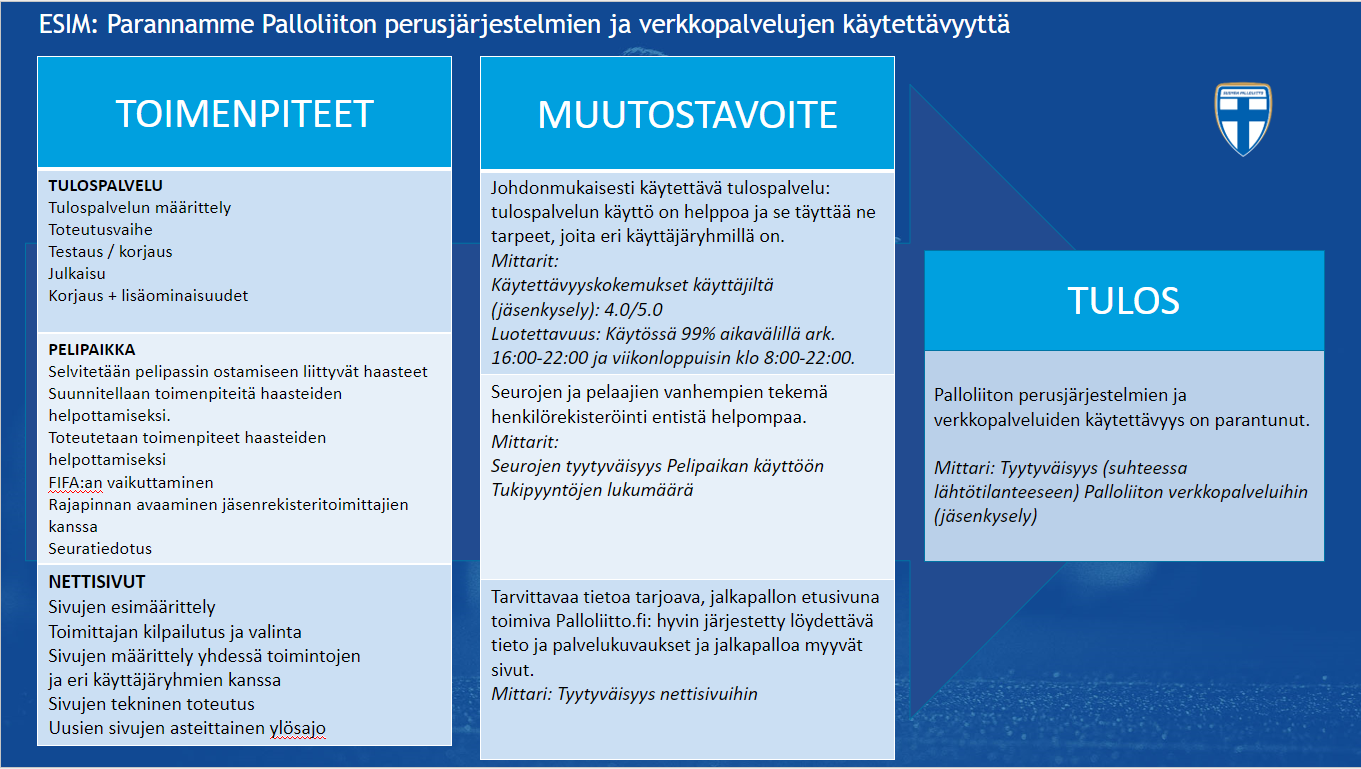 ESIM: Parannamme Palloliiton perusjärjestelmien ja verkkopalvelujen käytettävyyttä
TOIMENPITEET
TULOSPALVELU
Tulospalvelun määrittely
Toteutusvaihe
Testaus / korjaus
Julkaisu
Korjaus + lisäominaisuudet
PELIPAIKKA
Selvitetään pelipassin ostamiseen liittyvät haasteet
Suunnitellaan toimenpiteitä haasteiden
helpottamiseksi.
Toteutetaan toimenpiteet haasteiden
helpottamiseksi
FIFA:an vaikuttaminen
Rajapinnan avaaminen jäsenrekisteritoimittajien
kanssa
Seuratiedotus
NETTISIVUT
Sivujen esimäärittely
Toimittajan kilpailutus ja valinta
Sivujen määrittely yhdessä toimintojen
ja eri käyttäjäryhmien kanssa
Sivujen tekninen toteutus
Uusien sivujen asteittainen ylösajo
MUUTOSTAVOITE
Johdonmukaisesti käytettävä tulospalvelu:
tulospalvelun käyttö on helppoa ja se täyttää ne
tarpeet, joita eri käyttäjäryhmillä on.
Mittarit:
Käytettävyyskokemukset käyttäjiltä
(jäsenkysely): 4.0/5.0
Luotettavuus: Käytössä 99% aikavälillä ark.
16:00-22:00 ja viikonloppuisin klo 8:00-22:00.
Seurojen ja pelaajien vanhempien tekemä
henkilörekisteröinti entistä helpompaa.
Mittarit:
Seurojen tyytyväisyys Pelipaikan käyttöön
Tukipyyntöjen lukumäärä
Tarvittavaa tietoa tarjoava, jalkapallon etusivuna
toimiva Palloliitto.fi: hyvin järjestetty löydettävä
tieto ja palvelukuvaukset ja jalkapalloa myyvät
sivut.
Mittari: Tyytyväisyys nettisivuihin
SUOMEN PALLOLIITTO
TULOS
Palloliiton perusjärjestelmien ja
verkkopalveluiden käytettävyys on parantunut.
Mittari: Tyytyväisyys (suhteessa
lähtötilanteeseen) Palloliiton verkkopalveluihin
(jäsenkysely)